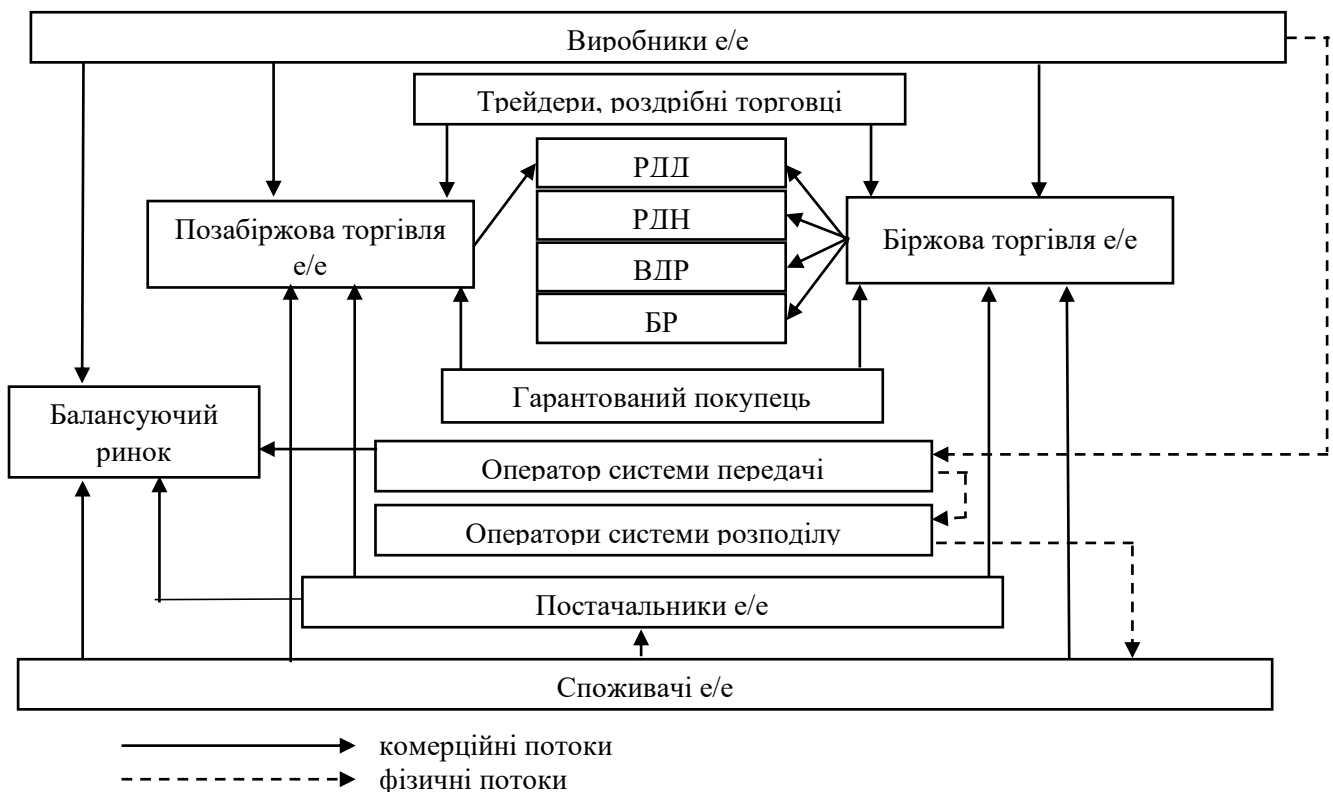 Виробники е/е
Трейдери, роздрібні торговці
РДД
РДН
ВДР
БР
Позабіржова торгівля
е/е
Біржова торгівля е/е
Гарантований покупець
Балансуючий
ринок
Оператор системи передачі
Оператори системи розподілу
Постачальники е/е
Споживачі е/е
комерційні потоки
фізичні потоки